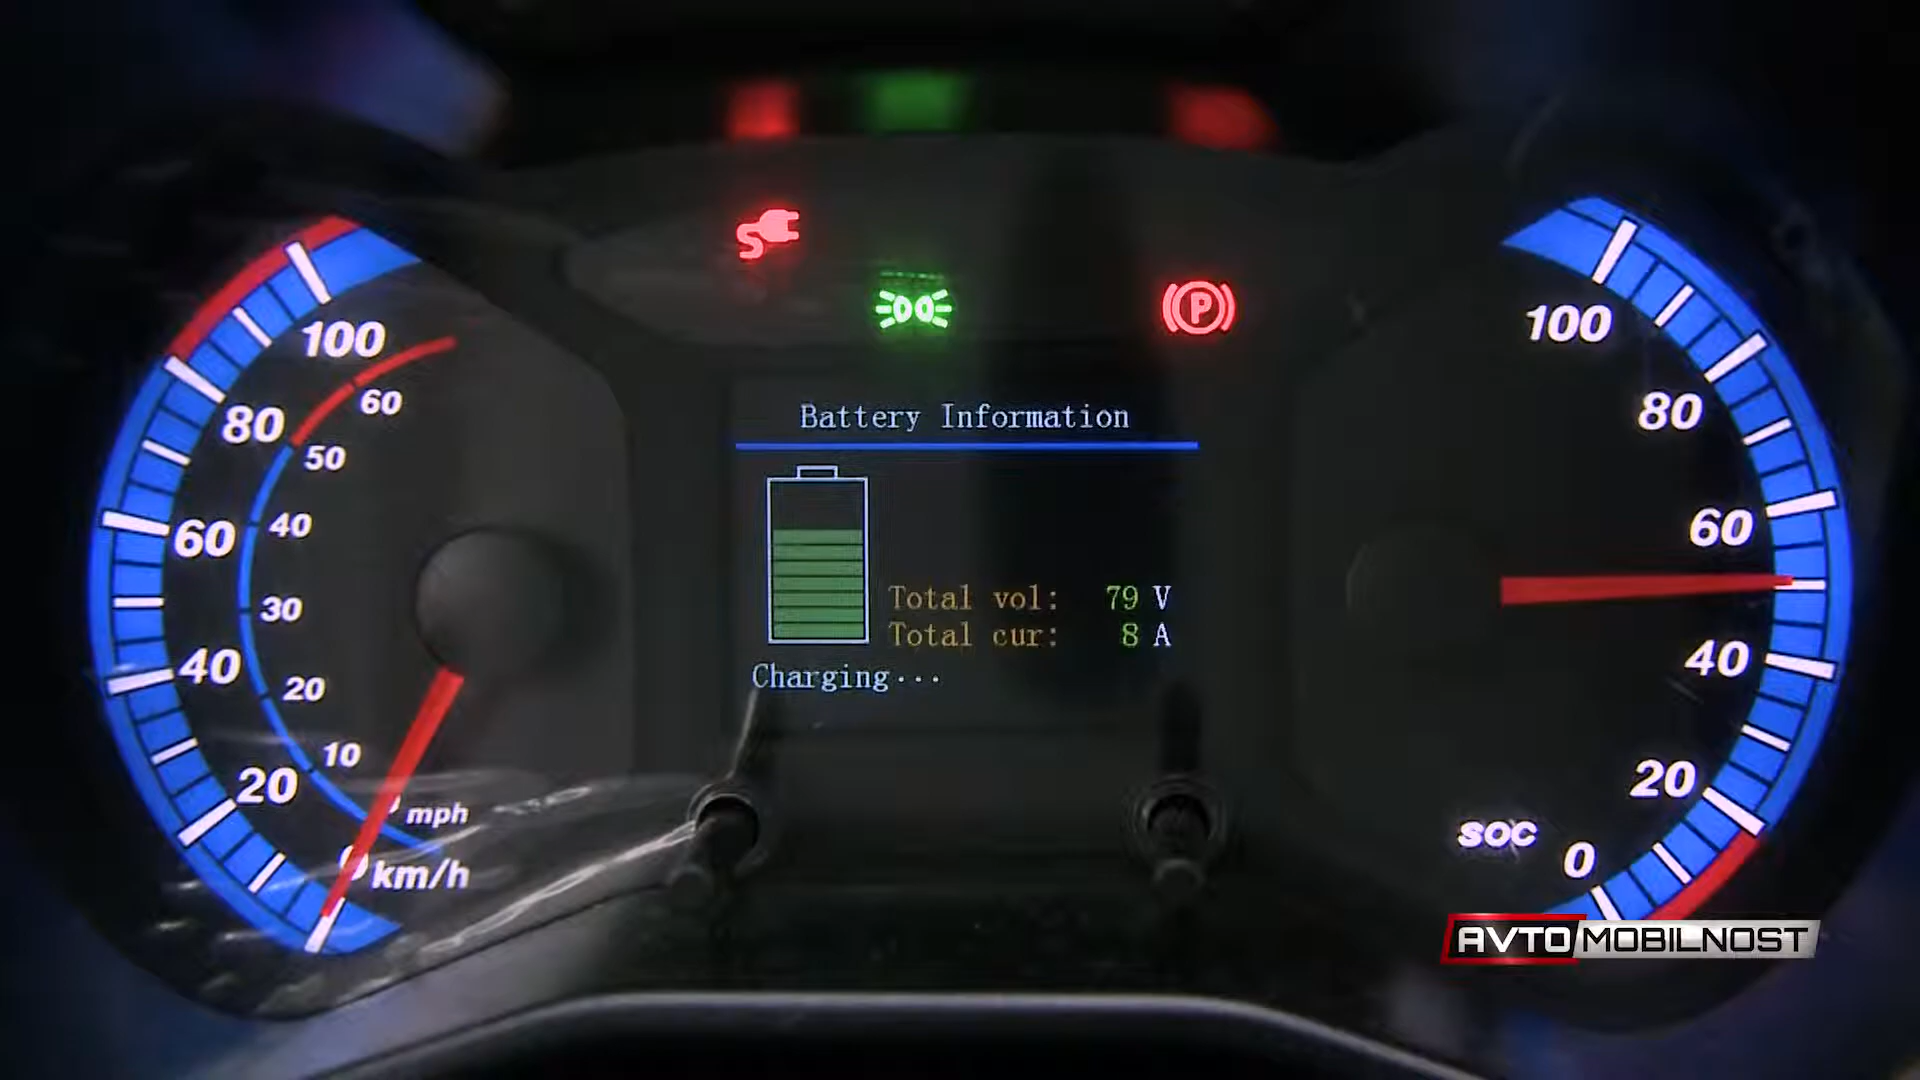 100
80
60
40
20
0
60
50
40
30
20
10
mph
km/h
P
Battery Information
Total vol: 79 V
Total cur: 8 A
Charging···
100
80
60
40
20
0
SOC
AVTOMOBILNOST